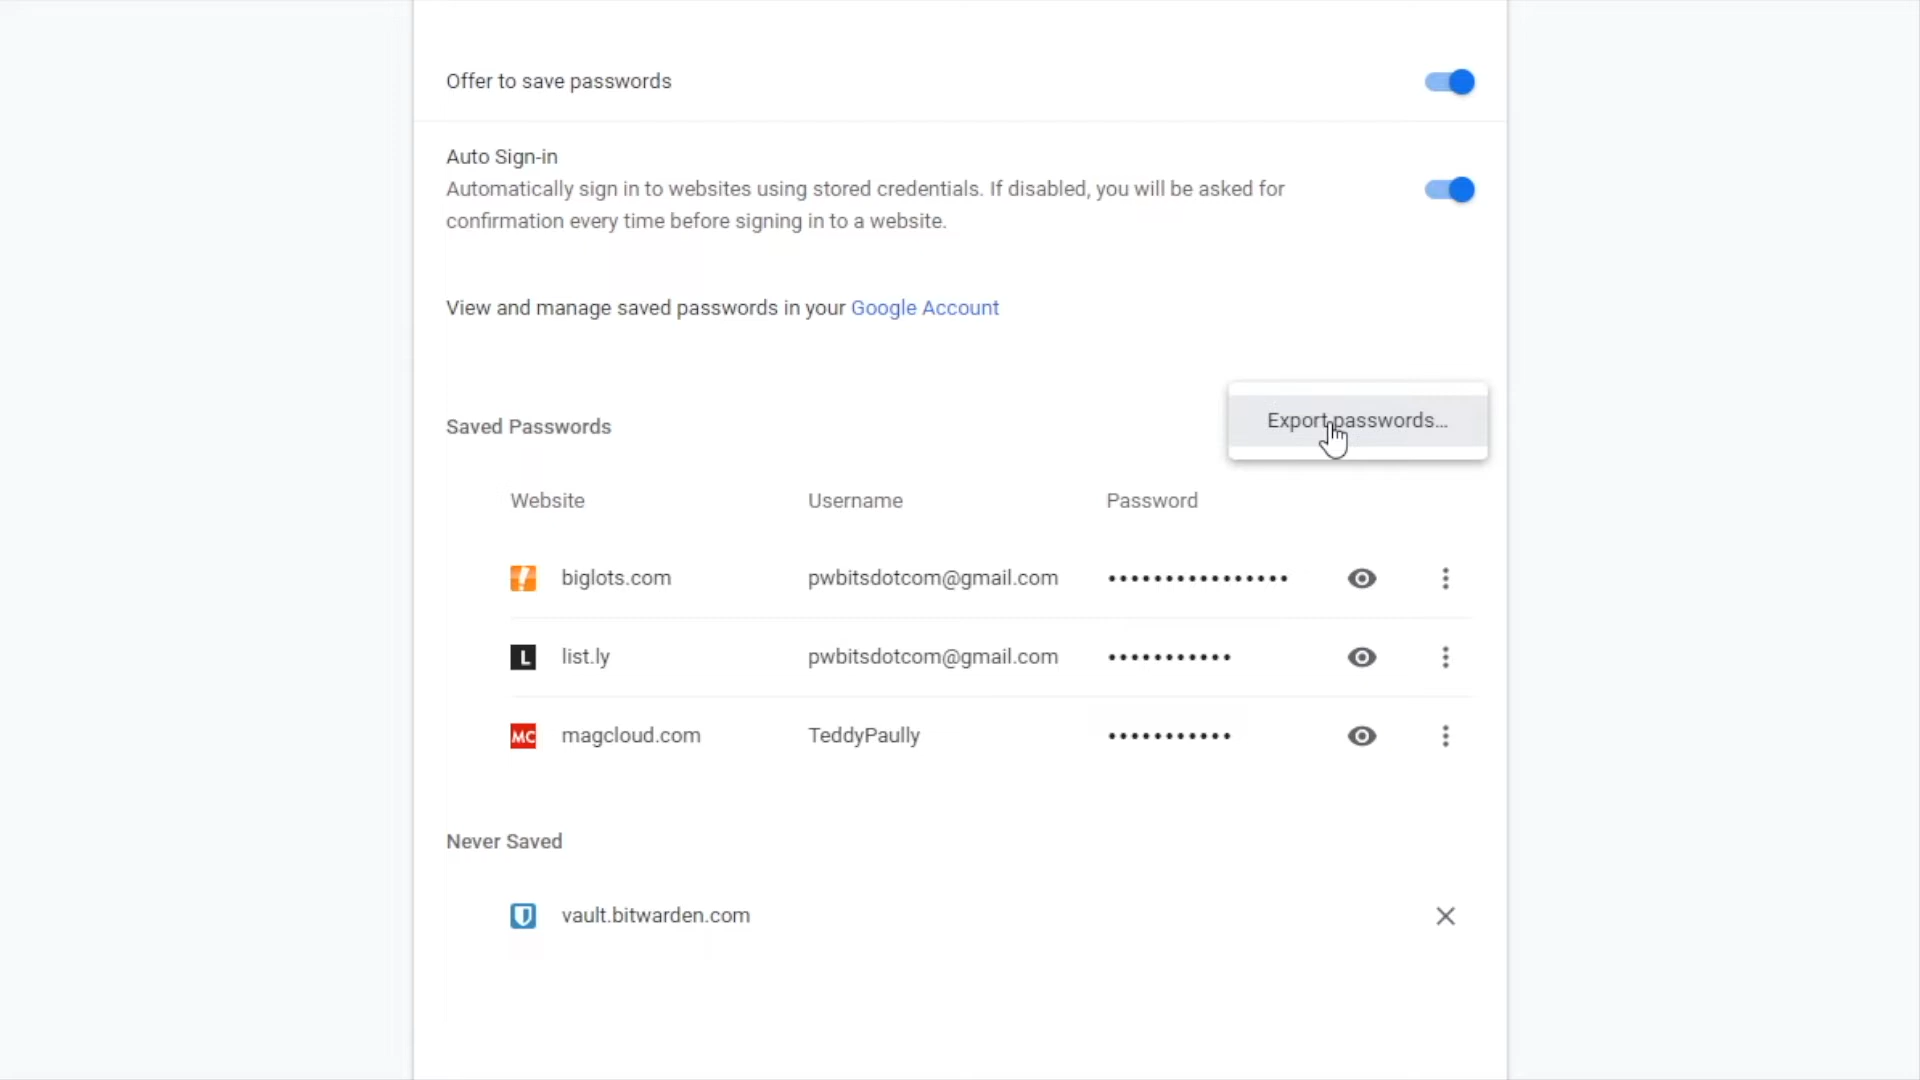 Offer to save passwords
Auto Sign-in
Automatically sign in to websites using stored credentials. If disabled, you will be asked for
confirmation every time before signing in to a website.
View and manage saved passwords in your Google Account
Saved Passwords
Export passwords...
Website Username Password
biglots.com pwbitsdotcom@gmail.com ••••••••••••••••
L list.ly pwbitsdotcom@gmail.com •••••••••••
MC magcloud.com TeddyPaully •••••••••••
Never Saved
vault.bitwarden.com